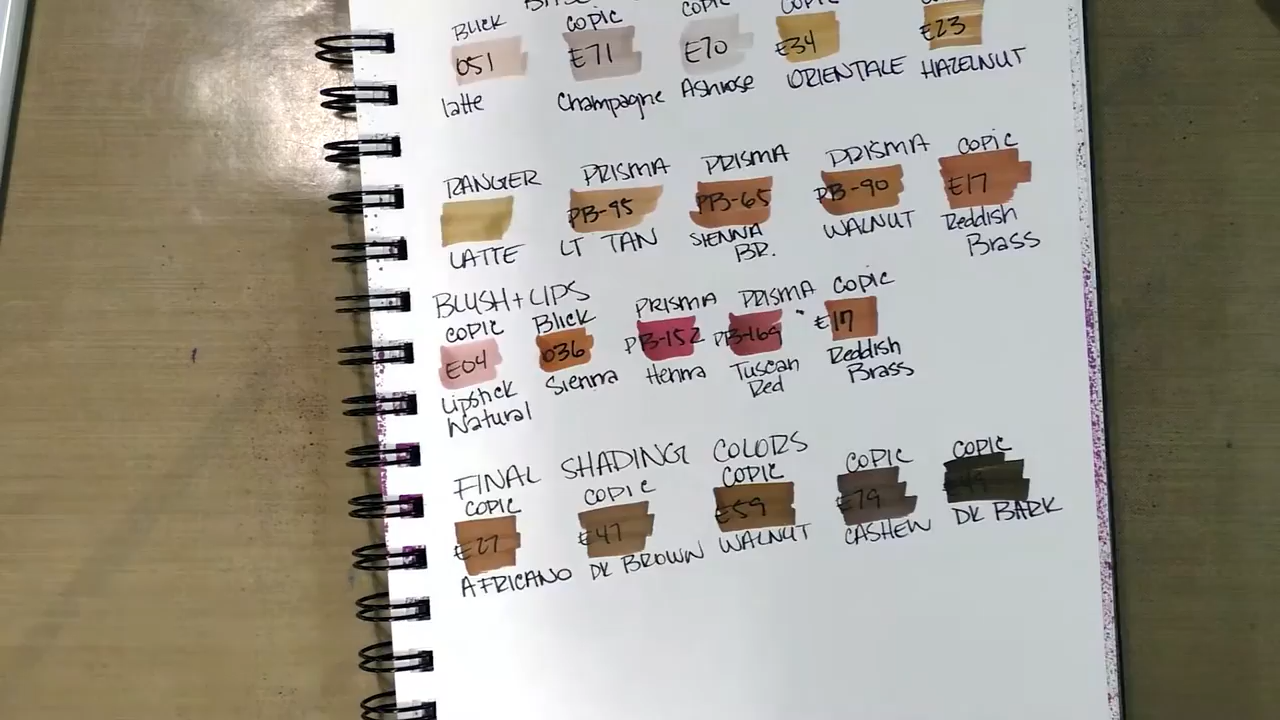 BLICK COPIC COPIC COPIC
051 E71 E70 E34 E23
latte Champagne Ashrose ORIENTALE HAZELNUT
RANGER PRISMA PRISMA PRISMA COPIC
PB-95 PB-65 PB-90 E17
LATTE LT TAN SIENNA BR. WALNUT Reddish Brass
BLUSH + LIPS
COPIC Blick PRISMA PRISMA COPIC
E04 036 PB-152 PB-169 E17
Lipstick Natural Sienna Henna Tuscan Red Reddish Brass
FINAL SHADING COLORS
COPIC COPIC COPIC COPIC COPIC
E27 E47 E59 E79
AFRICANO DK BROWN WALNUT CASHEW DK BARK